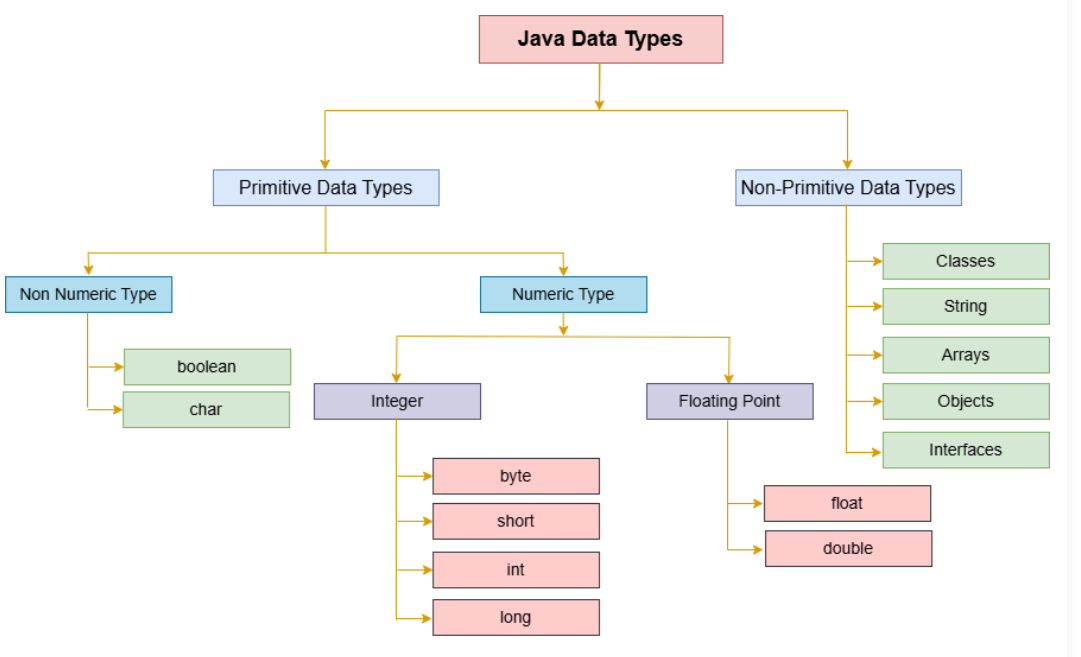 Java Data Types
Primitive Data Types
Non-Primitive Data Types
Non Numeric Type
Numeric Type
boolean
char
Integer
Floating Point
byte
short
int
long
float
double
Classes
String
Arrays
Objects
Interfaces